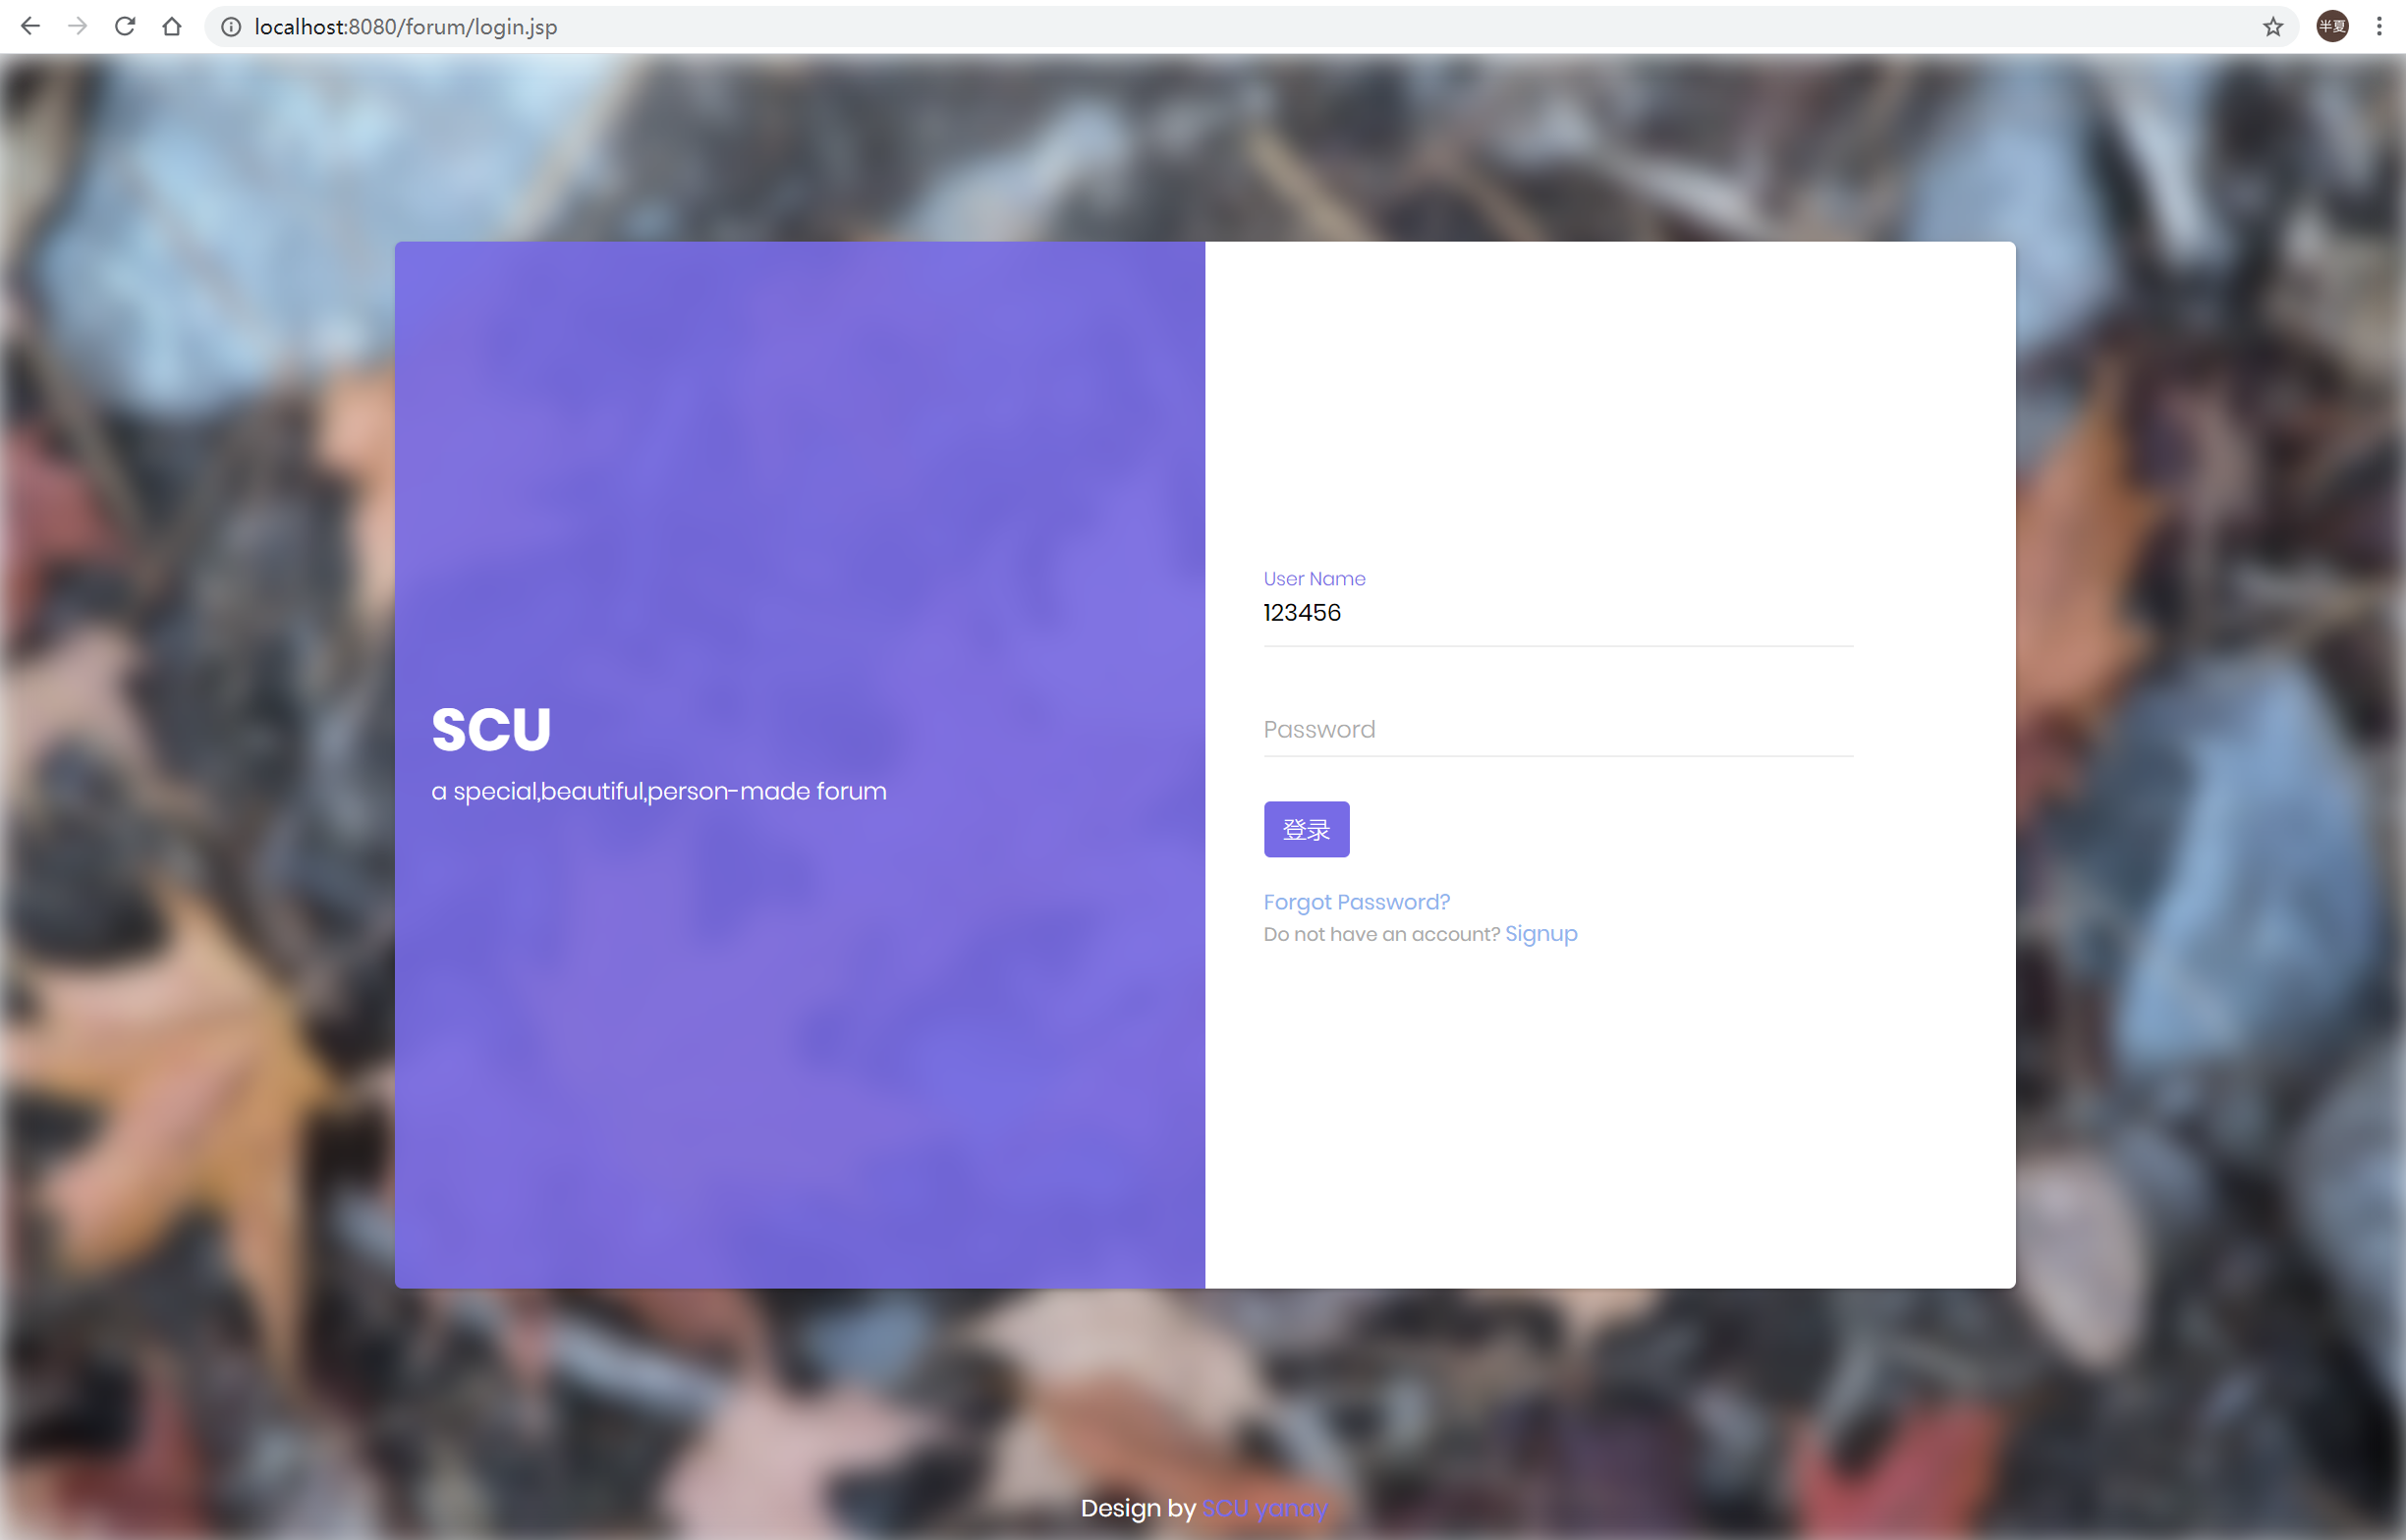 localhost:8080/forum/login.jsp
半夏
User Name
123456
SCU
a special,beautiful,person-made forum
Password
登录
Forgot Password?
Do not have an account? Signup
Design by SCU yanay